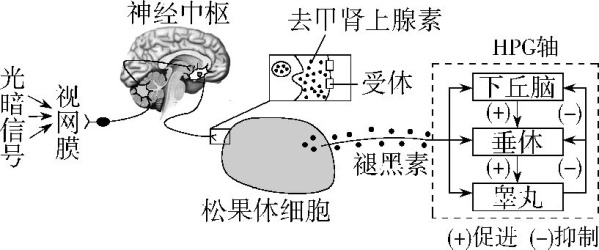 神经中枢
去甲肾上腺素
受体
光暗信号
视网膜
松果体细胞
褪黑素
HPG轴
下丘脑
(+)
(−)
垂体
(+)
(−)
睾丸
(+)促进 (−)抑制